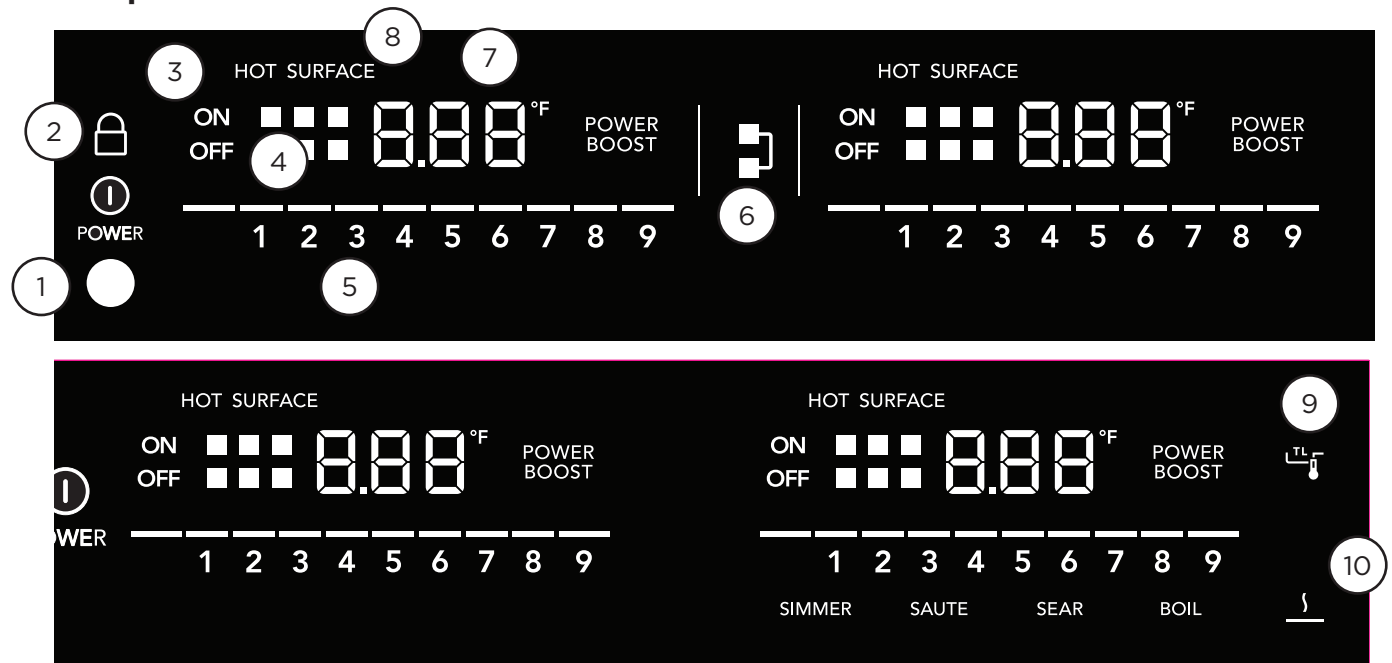 8
7
3
HOT SURFACE
HOT SURFACE
2
ON
8.88 °F
POWER
BOOST
OFF
4
ON
8.88 °F
POWER
BOOST
OFF
6
POWER
1 2 3 4 5 6 7 8 9
1 2 3 4 5 6 7 8 9
1
5
HOT SURFACE
HOT SURFACE
9
ON
8.88 °F
POWER
BOOST
OFF
ON
8.88 °F
POWER
BOOST
OFF
TL
OWER
1 2 3 4 5 6 7 8 9
1 2 3 4 5 6 7 8 9
10
SIMMER SAUTE SEAR BOIL